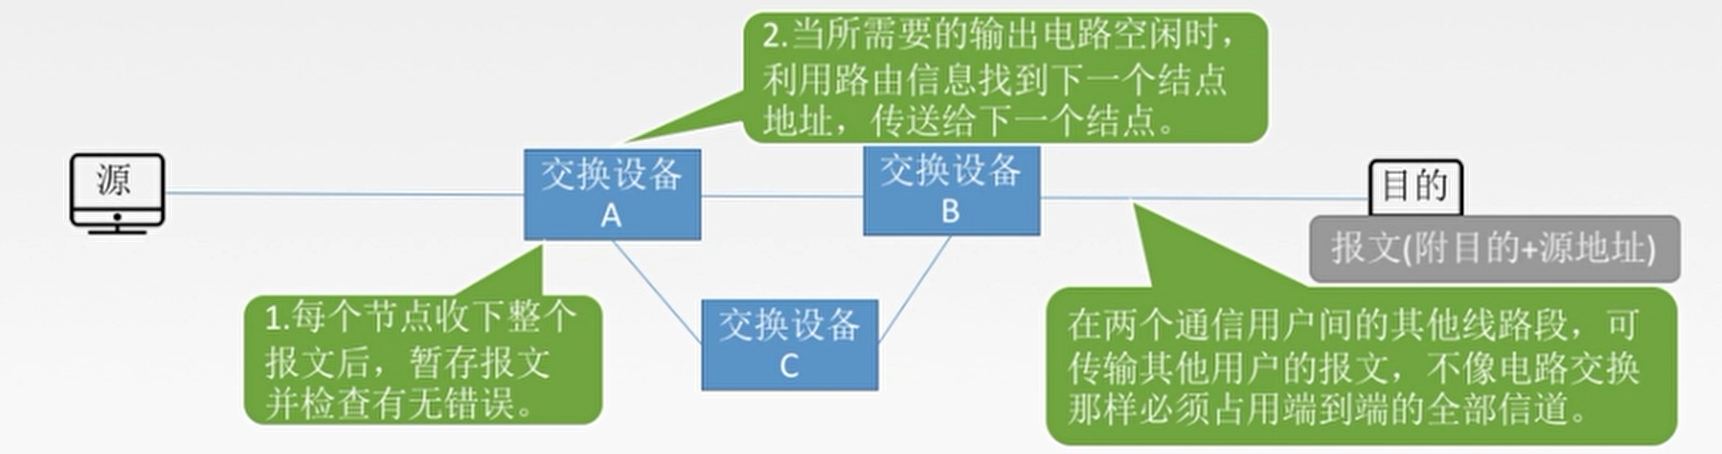 2.当所需要的输出电路空闲时，
利用路由信息找到下一个结点
地址，传送给下一个结点。
源
交换设备
A
交换设备
B
目的
报文(附目的+源地址)
1.每个节点收下整个
报文后，暂存报文
并检查有无错误。
交换设备
C
在两个通信用户间的其他线路段，可
传输其他用户的报文，不像电路交换
那样必须占用端到端的全部信道。